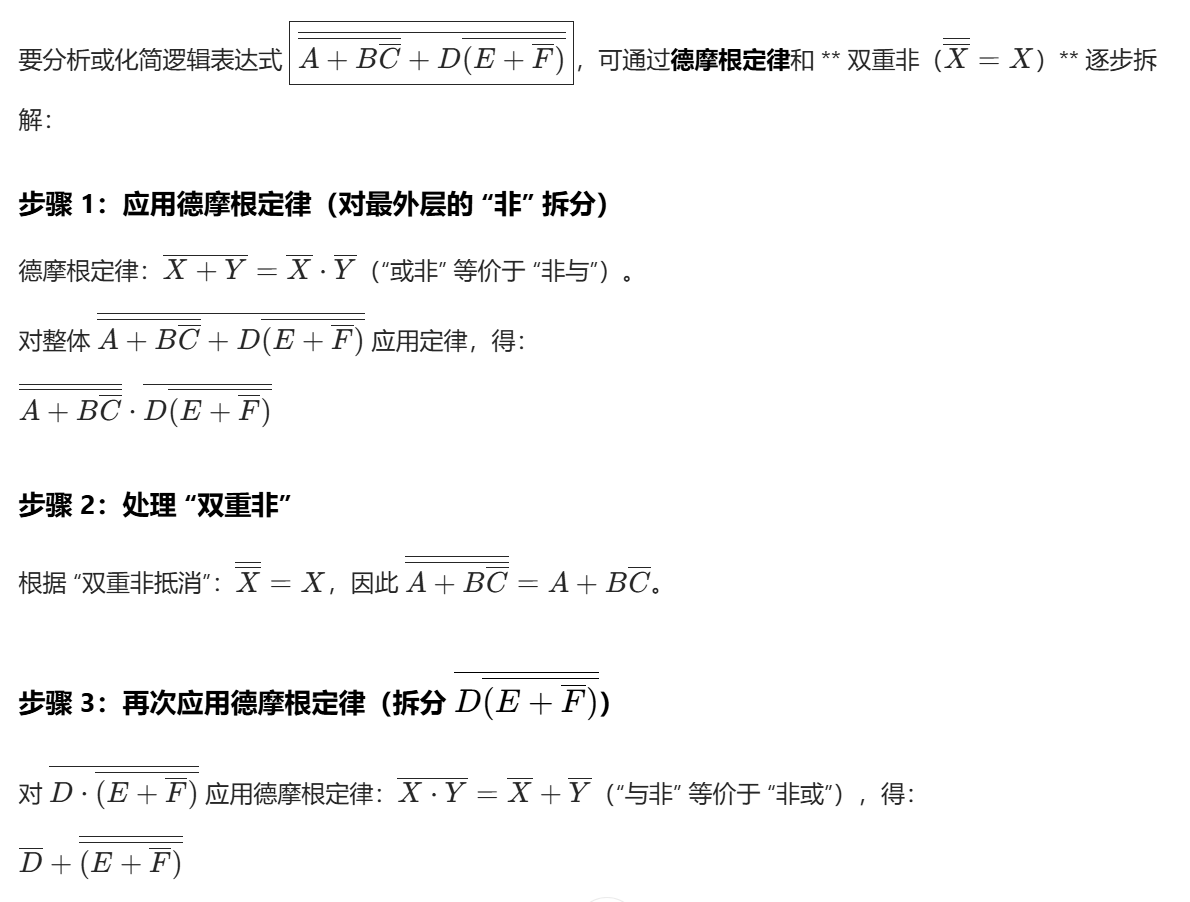 要分析或化简逻辑表达式 $\overline{\overline{A+B\overline{C}}+D\overline{(E+\overline{F})}}$，可通过德摩根定律和 ** 双重非（$\overline{\overline{X}}=X$）** 逐步拆
解：
步骤 1：应用德摩根定律（对最外层的 “非” 拆分）
德摩根定律：$\overline{X+Y}=\overline{X}\cdot\overline{Y}$（“或非” 等价于 “非与”）。
对整体 $\overline{\overline{A+B\overline{C}}+D\overline{(E+\overline{F})}}$ 应用定律，得：
$\overline{\overline{A+B\overline{C}}}\cdot\overline{D\overline{(E+\overline{F})}}$
步骤 2：处理 “双重非”
根据 “双重非抵消”：$\overline{\overline{X}}=X$，因此 $\overline{\overline{A+B\overline{C}}}=A+B\overline{C}$。
步骤 3：再次应用德摩根定律（拆分 $\overline{D\overline{(E+\overline{F})}}$）
对 $\overline{D\cdot\overline{(E+\overline{F})}}$ 应用德摩根定律：$\overline{X\cdot Y}=\overline{X}+\overline{Y}$（“与非” 等价于 “非或”），得：
$\overline{D}+\overline{\overline{(E+\overline{F})}}$